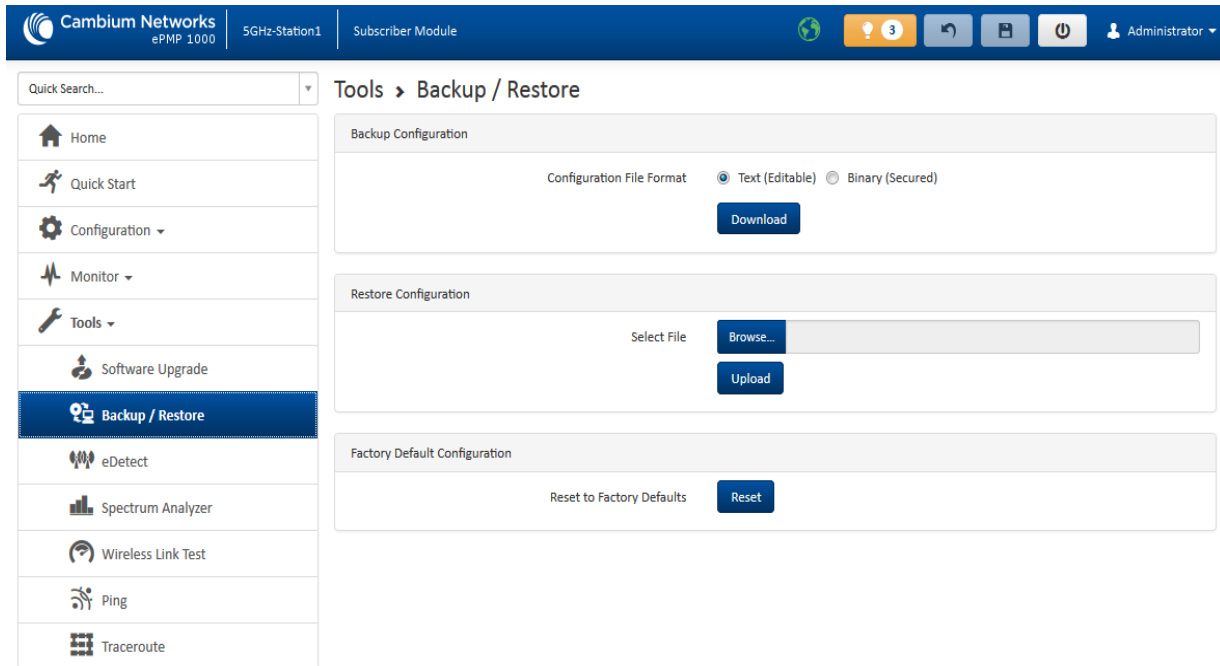 Cambium Networks
ePMP 1000
5GHz-Station1
Subscriber Module
3
Administrator
Quick Search...
Tools > Backup / Restore
Home
Quick Start
Configuration
Monitor
Tools
Software Upgrade
Backup / Restore
eDetect
Spectrum Analyzer
Wireless Link Test
Ping
Traceroute
Backup Configuration
Configuration File Format Text (Editable) Binary (Secured)
Download
Restore Configuration
Select File Browse...
Upload
Factory Default Configuration
Reset to Factory Defaults Reset